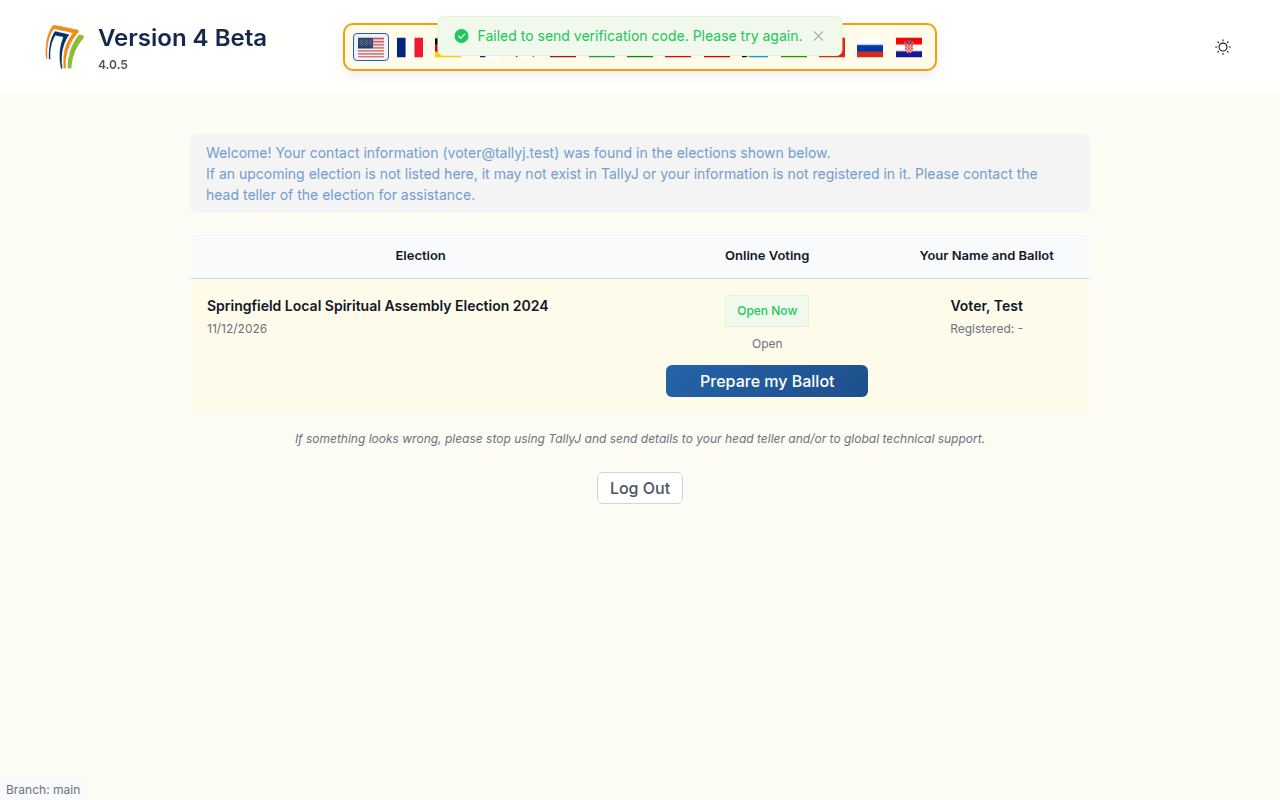 Version 4 Beta
4.0.5
Failed to send verification code. Please try again.
Welcome! Your contact information (voter@tallyj.test) was found in the elections shown below.
If an upcoming election is not listed here, it may not exist in TallyJ or your information is not registered in it. Please contact the
head teller of the election for assistance.
Election
Online Voting
Your Name and Ballot
Springfield Local Spiritual Assembly Election 2024
11/12/2026
Open Now
Open
Prepare my Ballot
Voter, Test
Registered: -
If something looks wrong, please stop using TallyJ and send details to your head teller and/or to global technical support.
Log Out
Branch: main